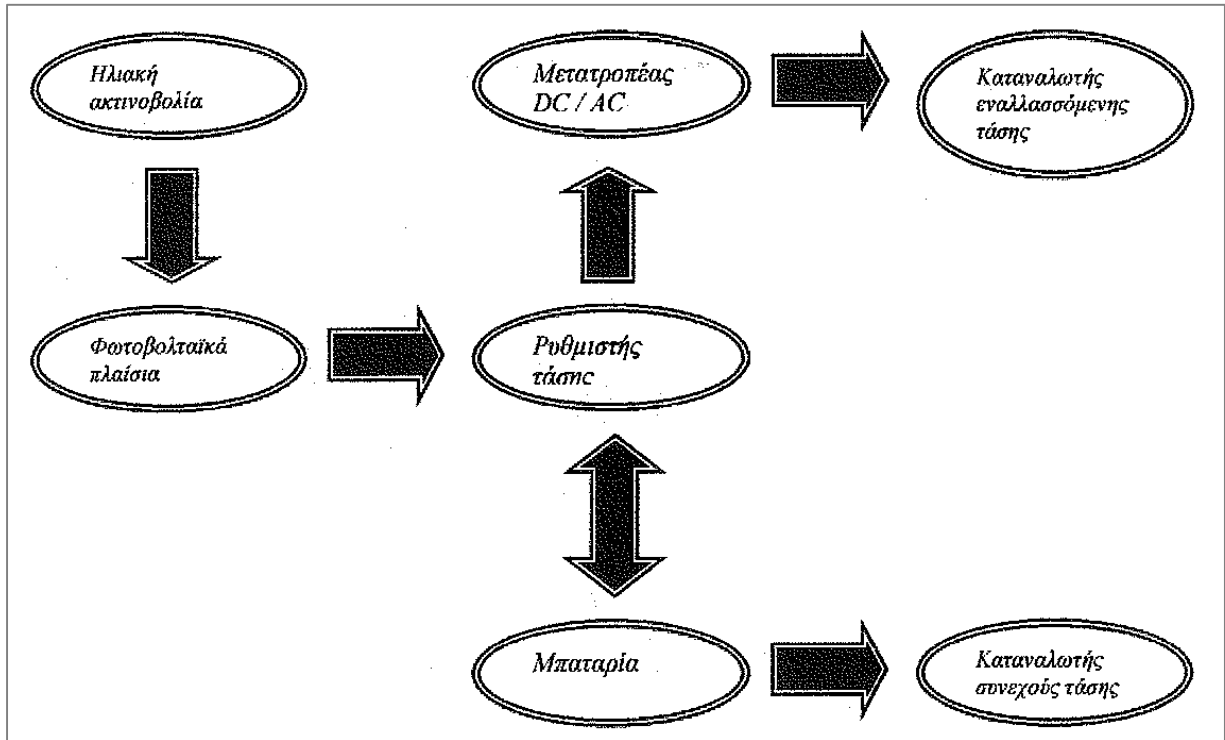 Ηλιακή
ακτινοβολία
Μετατροπέας
DC / AC
Καταναλωτής
εναλλασσόμενης
τάσης
Φωτοβολταϊκά
πλαίσια
Ρυθμιστής
τάσης
Μπαταρία
Καταναλωτής
συνεχούς τάσης